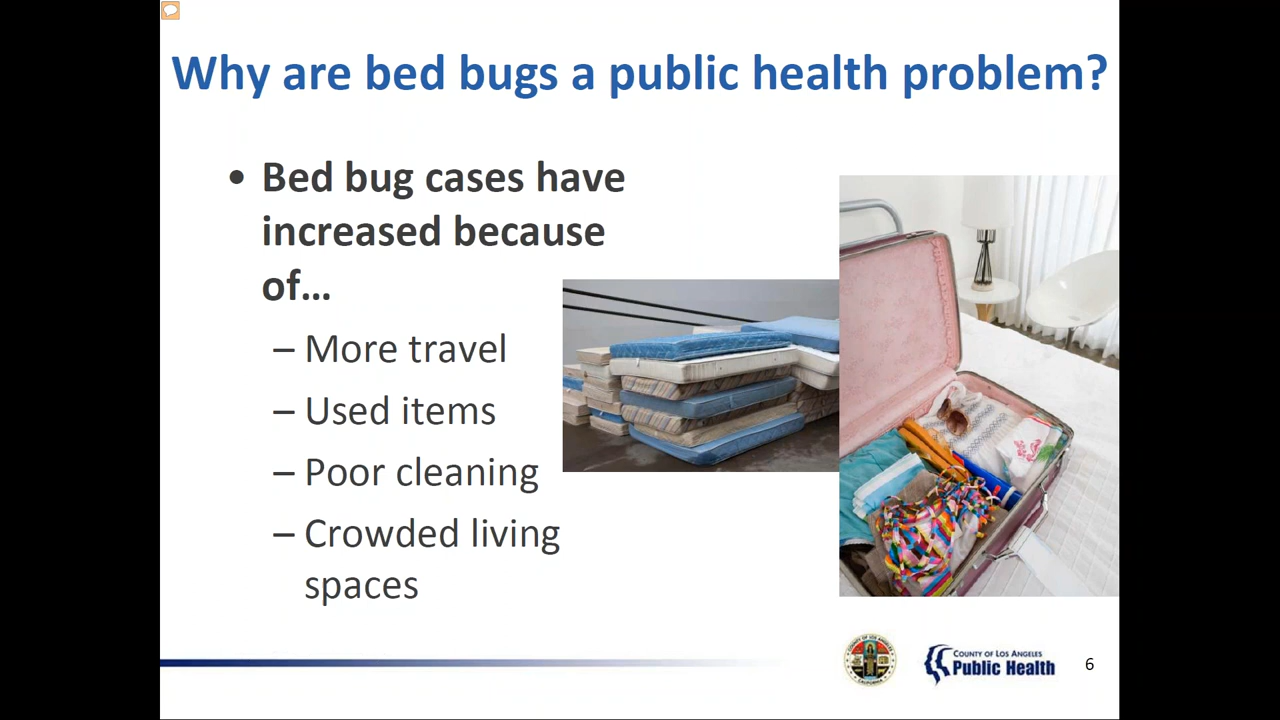 Why are bed bugs a public health problem?
• Bed bug cases have
increased because
of...
– More travel
– Used items
– Poor cleaning
– Crowded living
spaces
COUNTY OF LOS ANGELES
Public Health
6